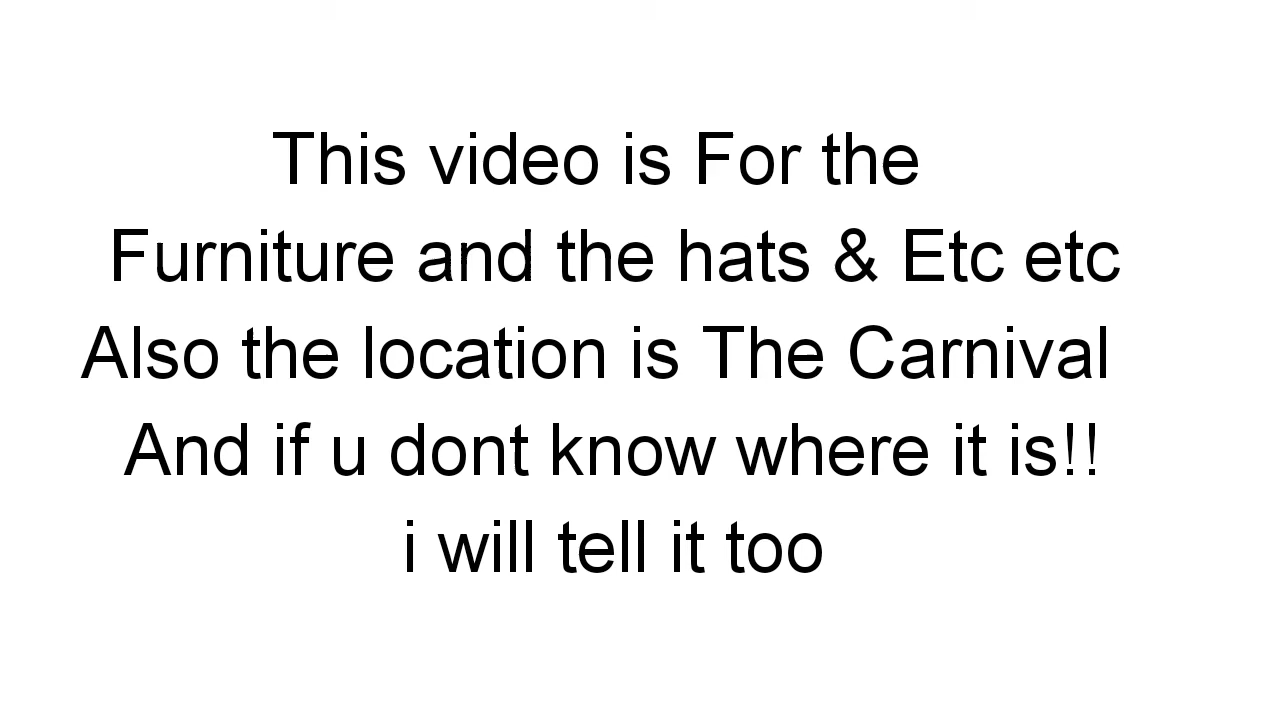 This video is For the
Furniture and the hats & Etc etc
Also the location is The Carnival
And if u dont know where it is!!
i will tell it too